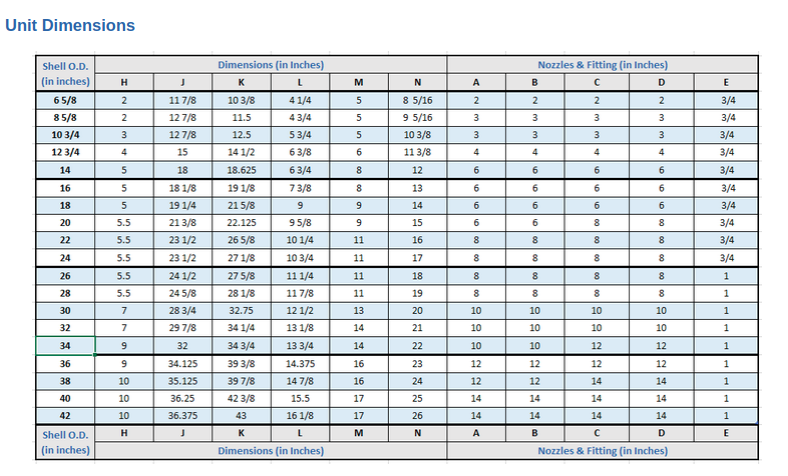 Unit Dimensions
Shell O.D. Dimensions (in Inches) Nozzles & Fitting (in Inches)
(in inches) H J K L M N A B C D E
6 5/8 2 11 7/8 10 3/8 4 1/4 5 8 5/16 2 2 2 2 3/4
8 5/8 2 12 7/8 11.5 4 3/4 5 9 5/16 3 3 3 3 3/4
10 3/4 3 12 7/8 12.5 5 3/4 5 10 3/8 3 3 3 3 3/4
12 3/4 4 15 14 1/2 6 3/8 6 11 3/8 4 4 4 4 3/4
14 5 18 18.625 6 3/4 8 12 6 6 6 6 3/4
16 5 18 1/8 19 1/8 7 3/8 8 13 6 6 6 6 3/4
18 5 19 1/4 21 5/8 9 9 14 6 6 6 6 3/4
20 5.5 21 3/8 22.125 9 5/8 9 15 6 6 8 8 3/4
22 5.5 23 1/2 26 5/8 10 1/4 11 16 8 8 8 8 3/4
24 5.5 23 1/2 27 1/8 10 3/4 11 17 8 8 8 8 3/4
26 5.5 24 1/2 27 5/8 11 1/4 11 18 8 8 8 8 1
28 5.5 24 5/8 28 1/8 11 7/8 11 19 8 8 8 8 1
30 7 28 3/4 32.75 12 1/2 13 20 10 10 10 10 1
32 7 29 7/8 34 1/4 13 1/8 14 21 10 10 10 10 1
34 9 32 34 3/4 13 3/4 14 22 10 10 12 12 1
36 9 34.125 39 3/8 14.375 16 23 12 12 12 12 1
38 10 35.125 39 7/8 14 7/8 16 24 12 12 14 14 1
40 10 36.25 42 3/8 15.5 17 25 14 14 14 14 1
42 10 36.375 43 16 1/8 17 26 14 14 14 14 1
Shell O.D. H J K L M N A B C D E
(in inches) Dimensions (in Inches) Nozzles & Fitting (in Inches)